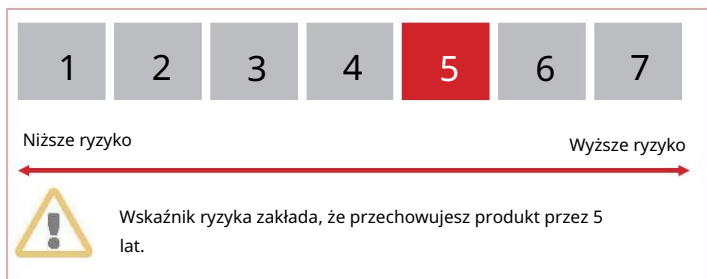 1 2 3 4 5 6 7
Niższe ryzyko Wyższe ryzyko
Wskaźnik ryzyka zakłada, że przechowujesz produkt przez 5
lat.